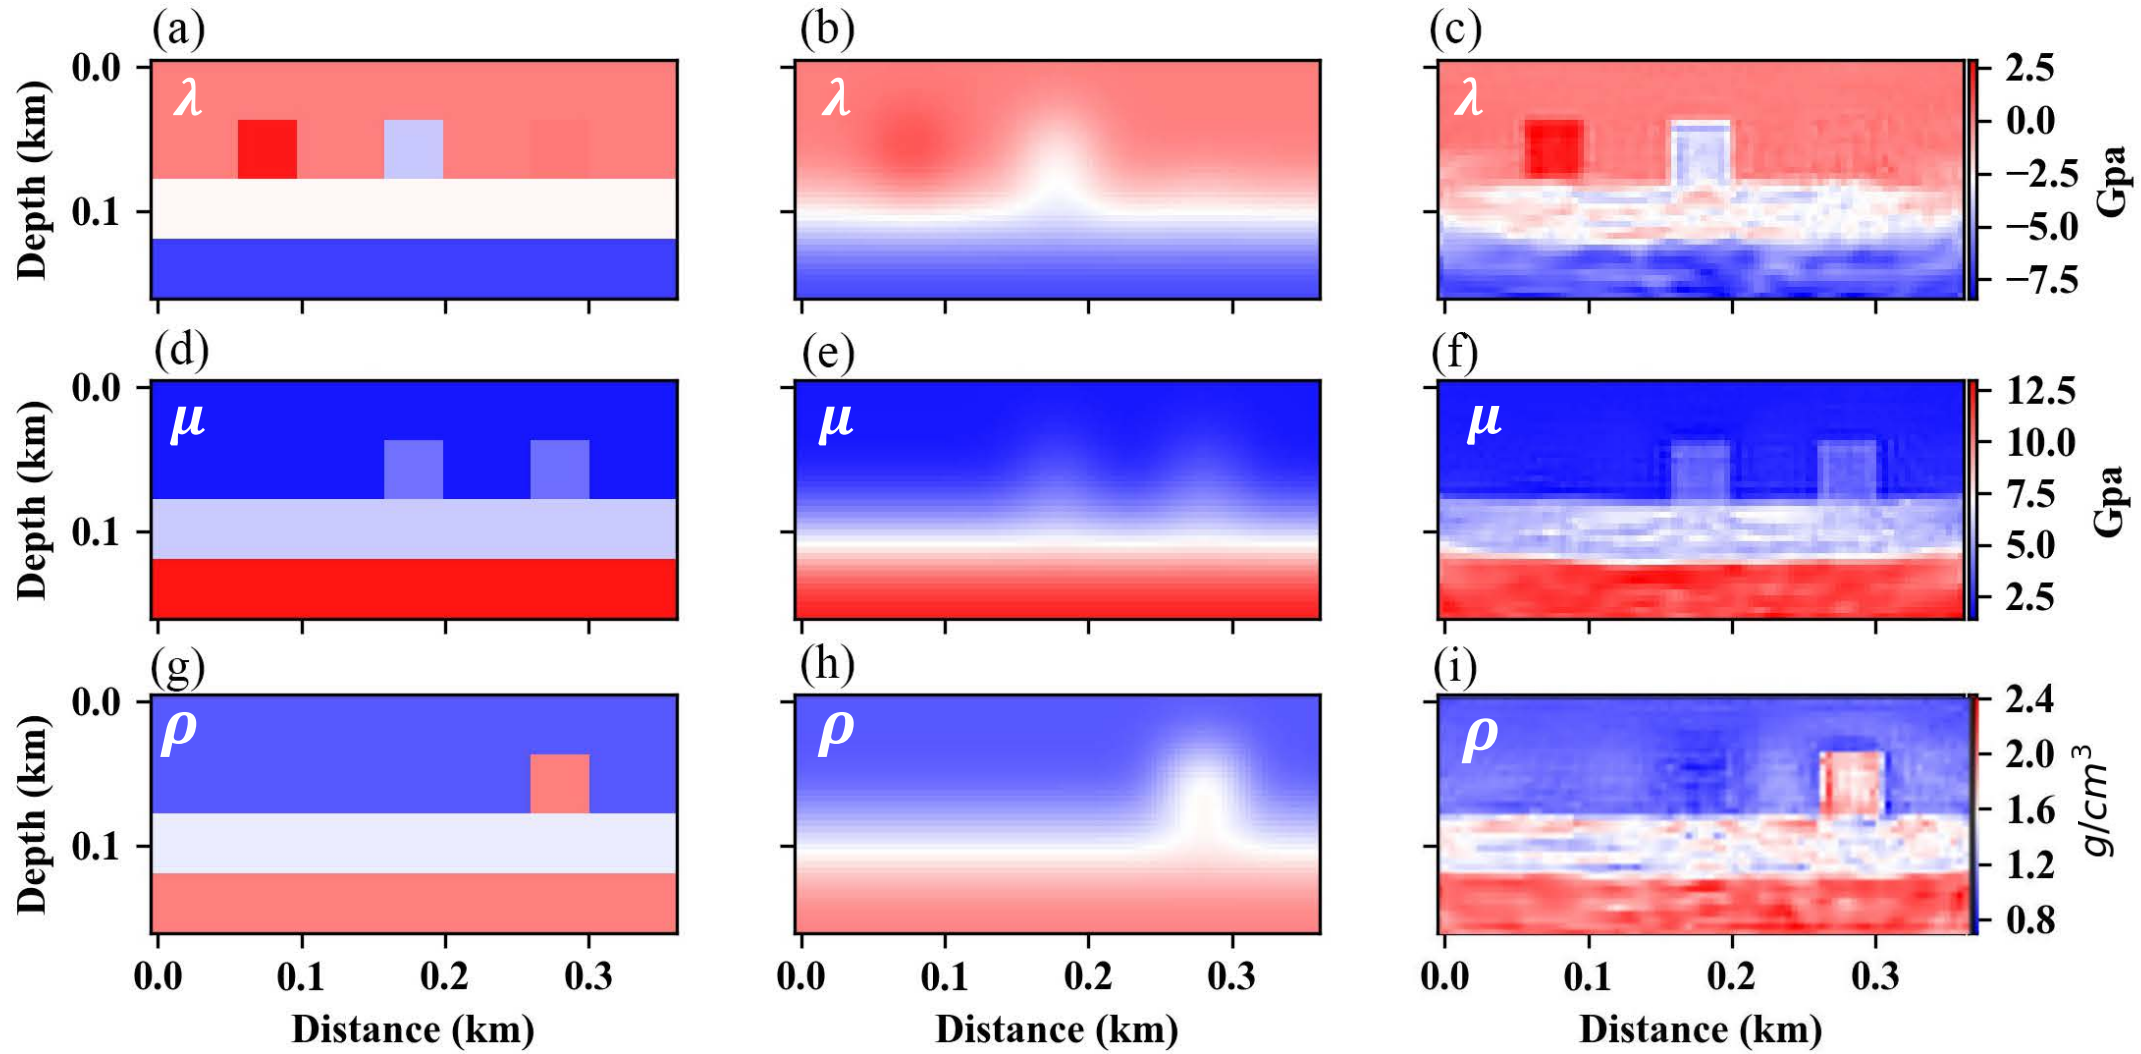 (a) (b) (c)
Depth (km) 0.0 0.1 λ λ λ 2.5 0.0 −2.5 −5.0 −7.5 Gpa
(d) (e) (f)
Depth (km) 0.0 0.1 μ μ μ 12.5 10.0 7.5 5.0 2.5 Gpa
(g) (h) (i)
Depth (km) 0.0 0.1 ρ ρ ρ 2.4 2.0 1.6 1.2 0.8 g/cm³
0.0 0.1 0.2 0.3 0.0 0.1 0.2 0.3 0.0 0.1 0.2 0.3
Distance (km) Distance (km) Distance (km)